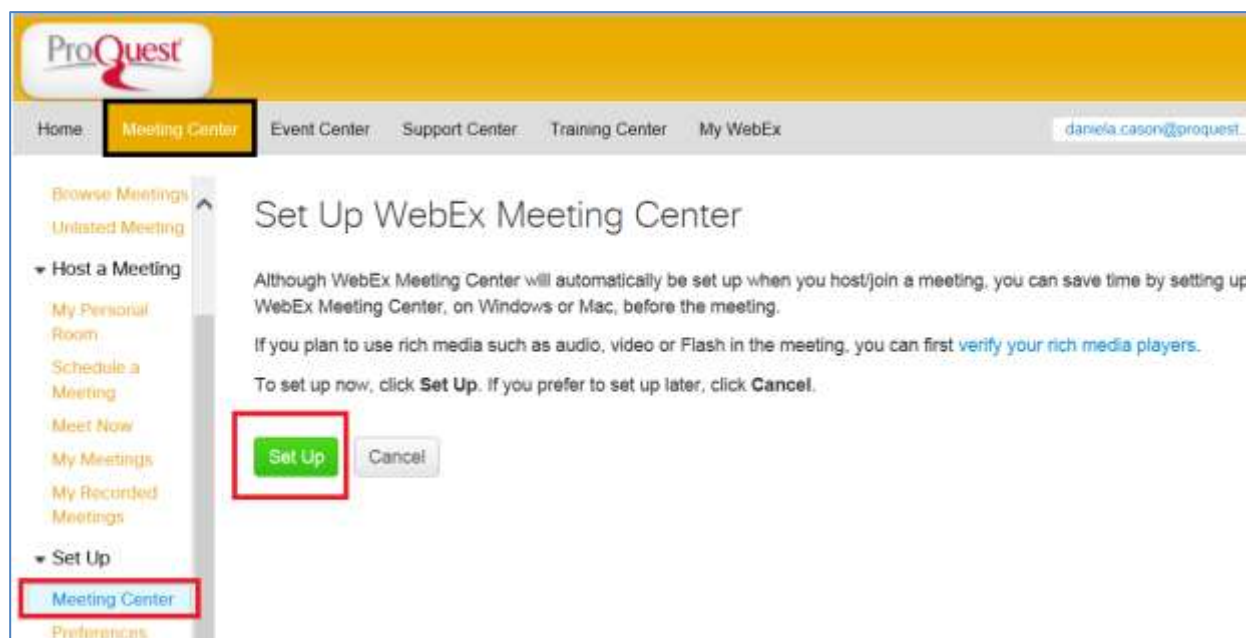 ProQuest
Home Meeting Center Event Center Support Center Training Center My WebEx daniela.cason@proquest...
Browse Meetings
Unlisted Meeting
Host a Meeting
My Personal
Room
Schedule a
Meeting
Meet Now
My Meetings
My Recorded
Meetings
Set Up
Meeting Center
Preferences
Set Up WebEx Meeting Center
Although WebEx Meeting Center will automatically be set up when you host/join a meeting, you can save time by setting up
WebEx Meeting Center, on Windows or Mac, before the meeting.
If you plan to use rich media such as audio, video or Flash in the meeting, you can first verify your rich media players.
To set up now, click Set Up. If you prefer to set up later, click Cancel.
Set Up Cancel